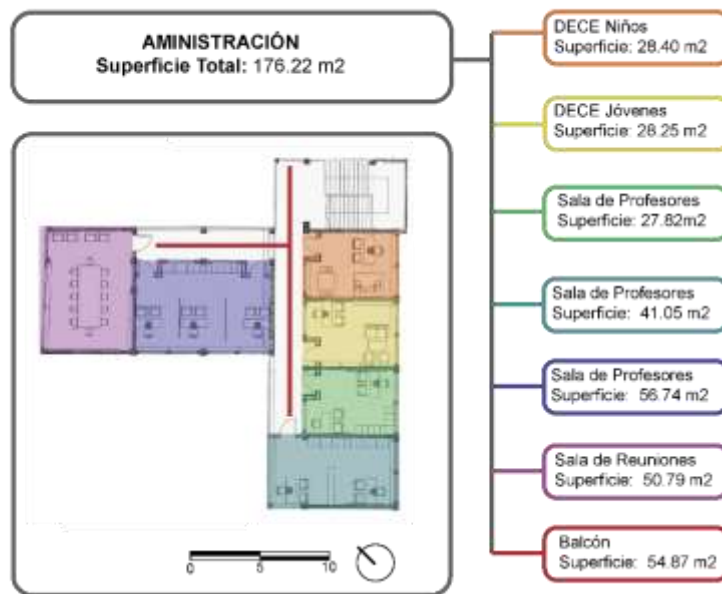 AMINISTRACIÓN
Superficie Total: 176.22 m2
DECE Niños
Superficie: 28.40 m2
DECE Jóvenes
Superficie: 28.25 m2
Sala de Profesores
Superficie: 27.82m2
Sala de Profesores
Superficie: 41.05 m2
Sala de Profesores
Superficie: 56.74 m2
Sala de Reuniones
Superficie: 50.79 m2
Balcón
Superficie: 54.87 m2
0 5 10